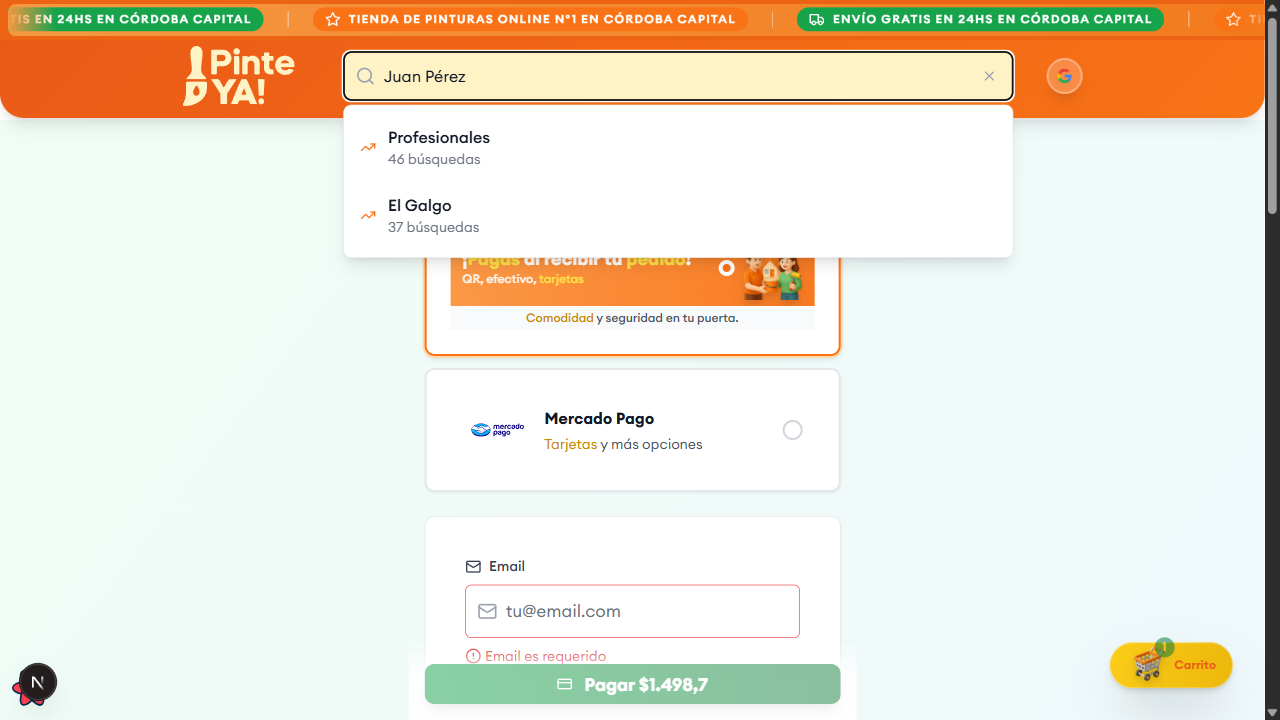 TIS EN 24HS EN CÓRDOBA CAPITAL
TIENDA DE PINTURAS ONLINE N°1 EN CÓRDOBA CAPITAL
ENVÍO GRATIS EN 24HS EN CÓRDOBA CAPITAL
Pinte
YA!
Juan Pérez
G
Profesionales
46 búsquedas
El Galgo
37 búsquedas
¡Pagás al recibir tu pedido!
QR, efectivo, tarjetas
Comodidad y seguridad en tu puerta.
mercado
pago
Mercado Pago
Tarjetas y más opciones
Email
tu@email.com
Email es requerido
Pagar $1.498,7
1
Carrito
N